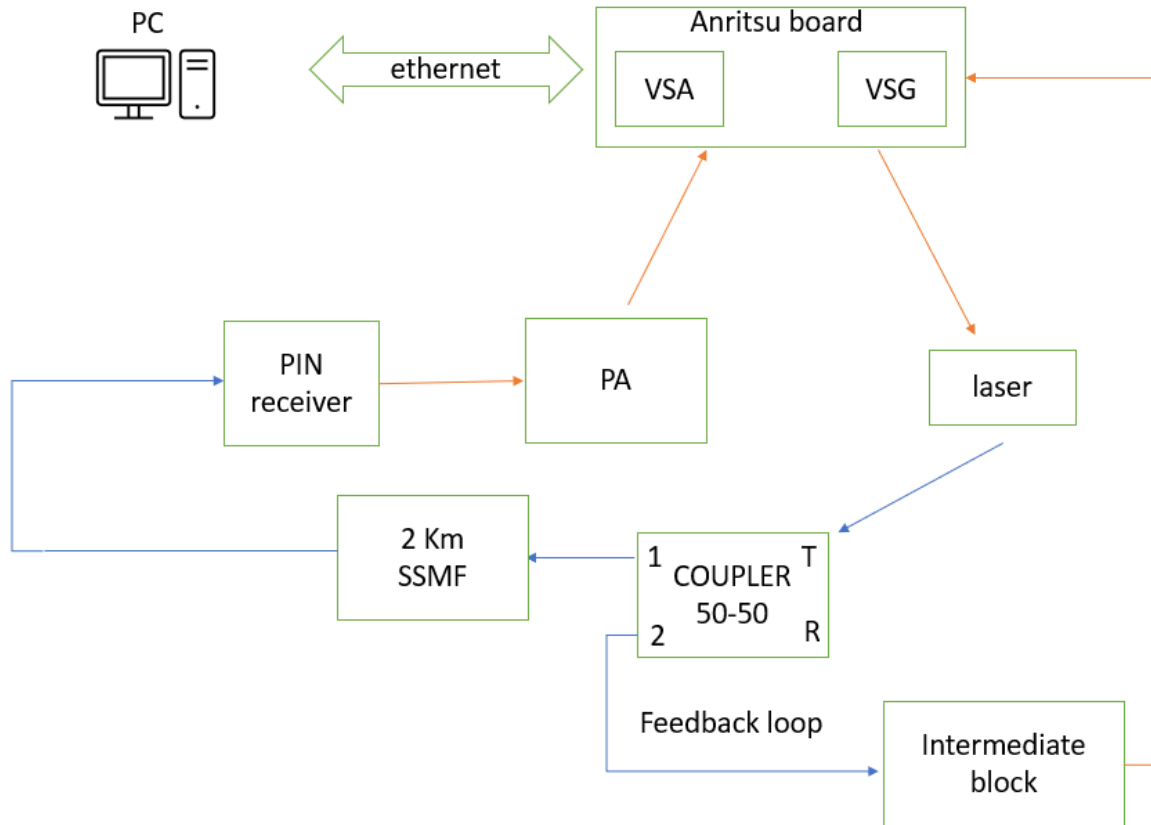 PC
Anritsu board
ethernet
VSA
VSG
PIN
receiver
PA
laser
2 Km
SSMF
1
T
COUPLER
50-50
2
R
Feedback loop
Intermediate
block